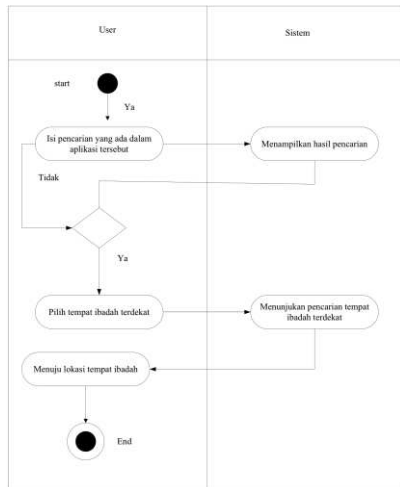 User
Sistem
start
Ya
Isi pencarian yang ada dalam
aplikasi tersebut
Menampilkan hasil pencarian
Tidak
Ya
Pilih tempat ibadah terdekat
Menunjukan pencarian tempat
ibadah terdekat
Menuju lokasi tempat ibadah
End